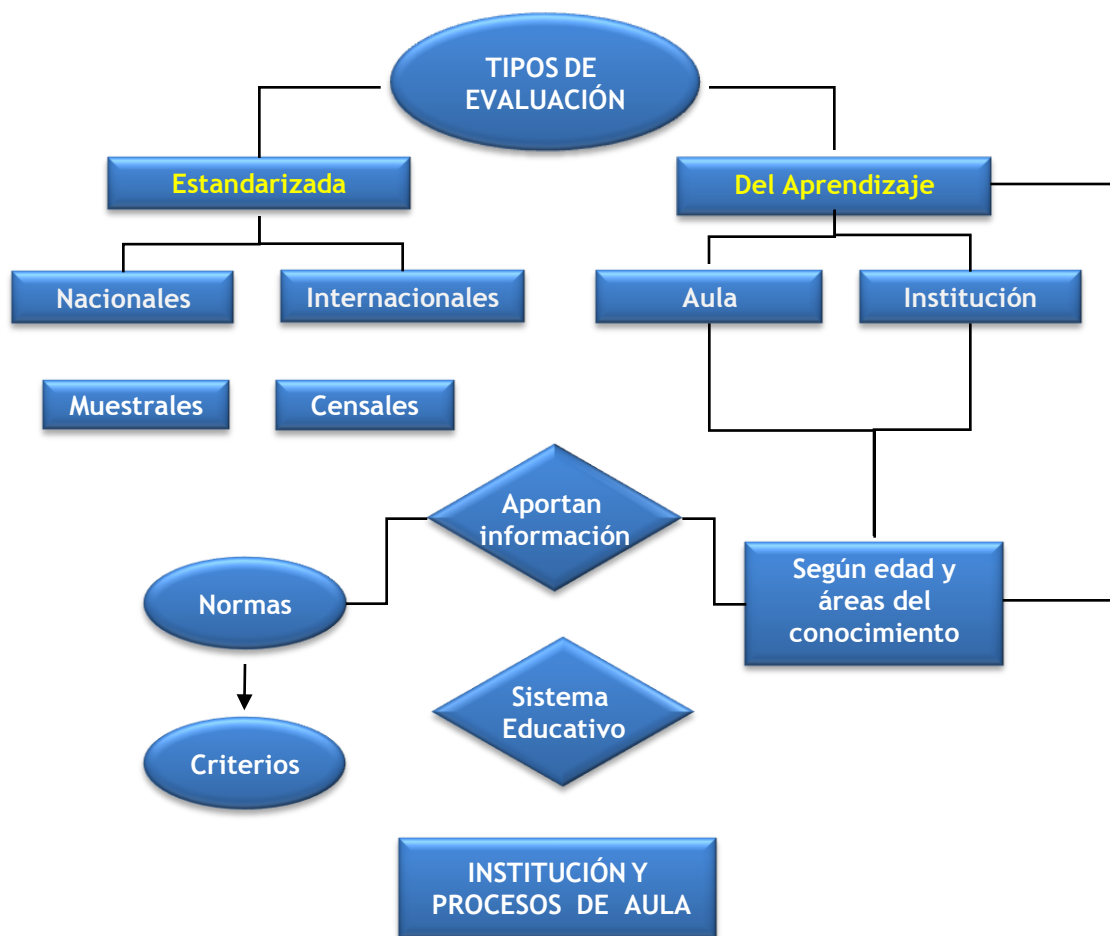 TIPOS DE
EVALUACIÓN
Estandarizada
Del Aprendizaje
Nacionales
Internacionales
Aula
Institución
Muestrales
Censales
Aportan
información
Según edad y
áreas del
conocimiento
Normas
Sistema
Educativo
Criterios
INSTITUCIÓN Y
PROCESOS DE AULA